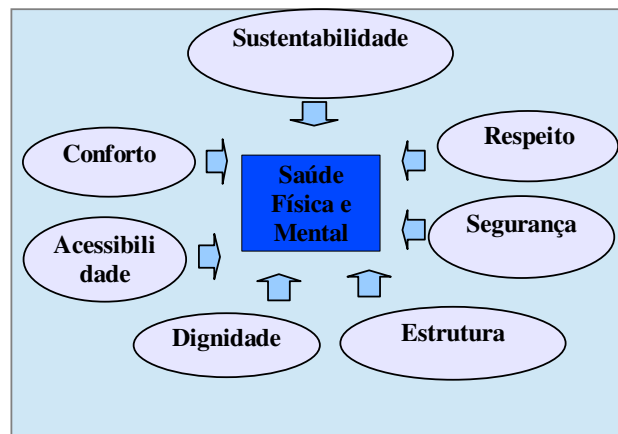 Sustentabilidade
Conforto
Respeito
Saúde
Física e
Mental
Acessibili
dade
Segurança
Dignidade
Estrutura